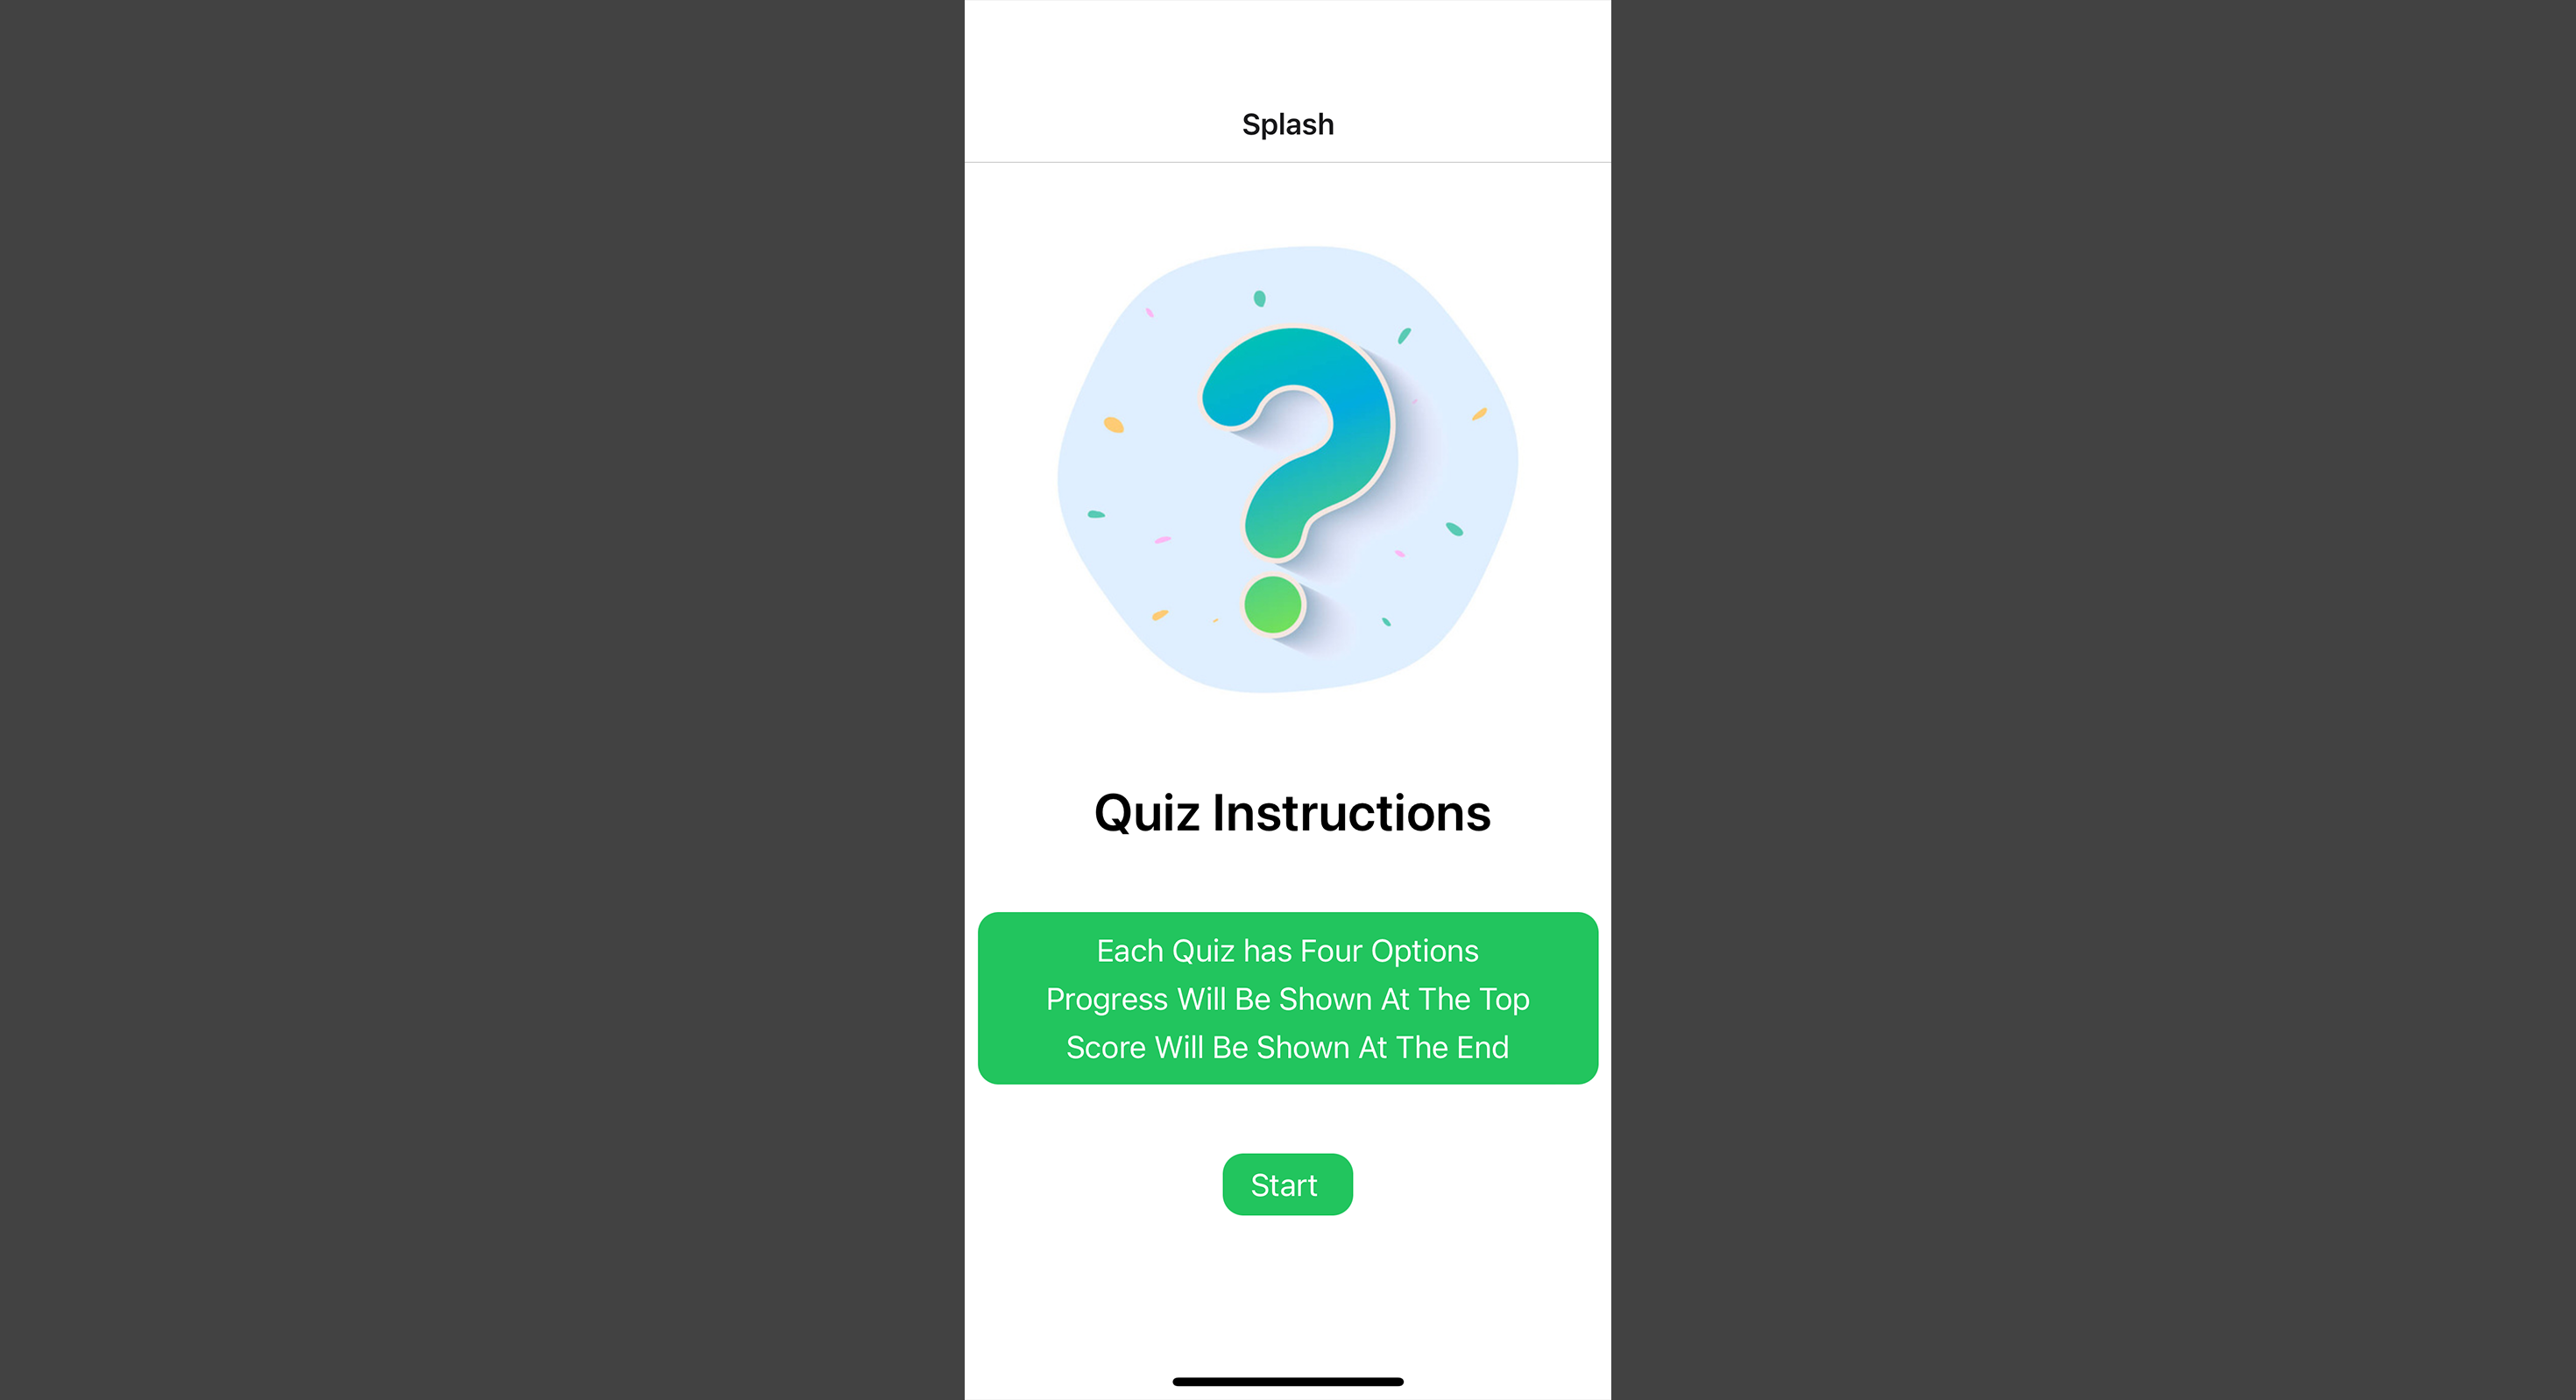 Splash
Quiz Instructions
Each Quiz has Four Options
Progress Will Be Shown At The Top
Score Will Be Shown At The End
Start